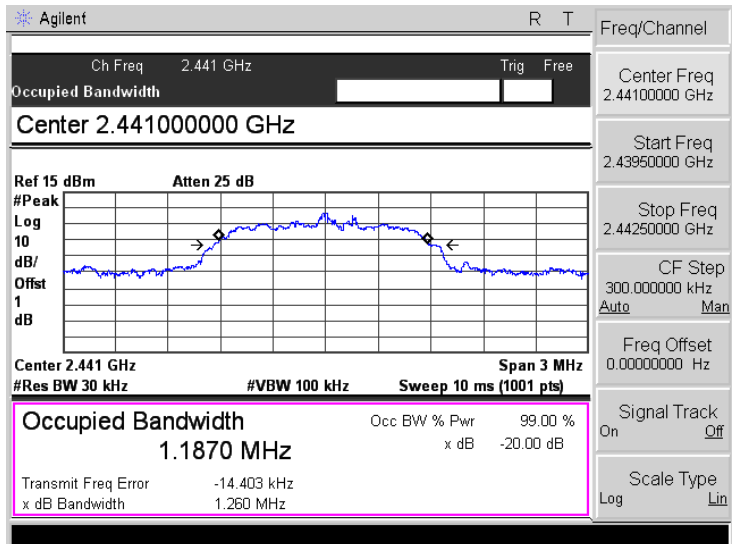 Agilent
R T
Ch Freq 2.441 GHz Trig Free
Occupied Bandwidth
Center 2.441000000 GHz
Ref 15 dBm Atten 25 dB
#Peak
Log
10
dB/
Offst
1
dB
Center 2.441 GHz Span 3 MHz
#Res BW 30 kHz #VBW 100 kHz Sweep 10 ms (1001 pts)
Occupied Bandwidth
1.1870 MHz
Occ BW % Pwr 99.00 %
x dB -20.00 dB
Transmit Freq Error -14.403 kHz
x dB Bandwidth 1.260 MHz
Freq/Channel
Center Freq
2.44100000 GHz
Start Freq
2.43950000 GHz
Stop Freq
2.44250000 GHz
CF Step
300.000000 kHz
Auto Man
Freq Offset
0.00000000 Hz
Signal Track
On Off
Scale Type
Log Lin